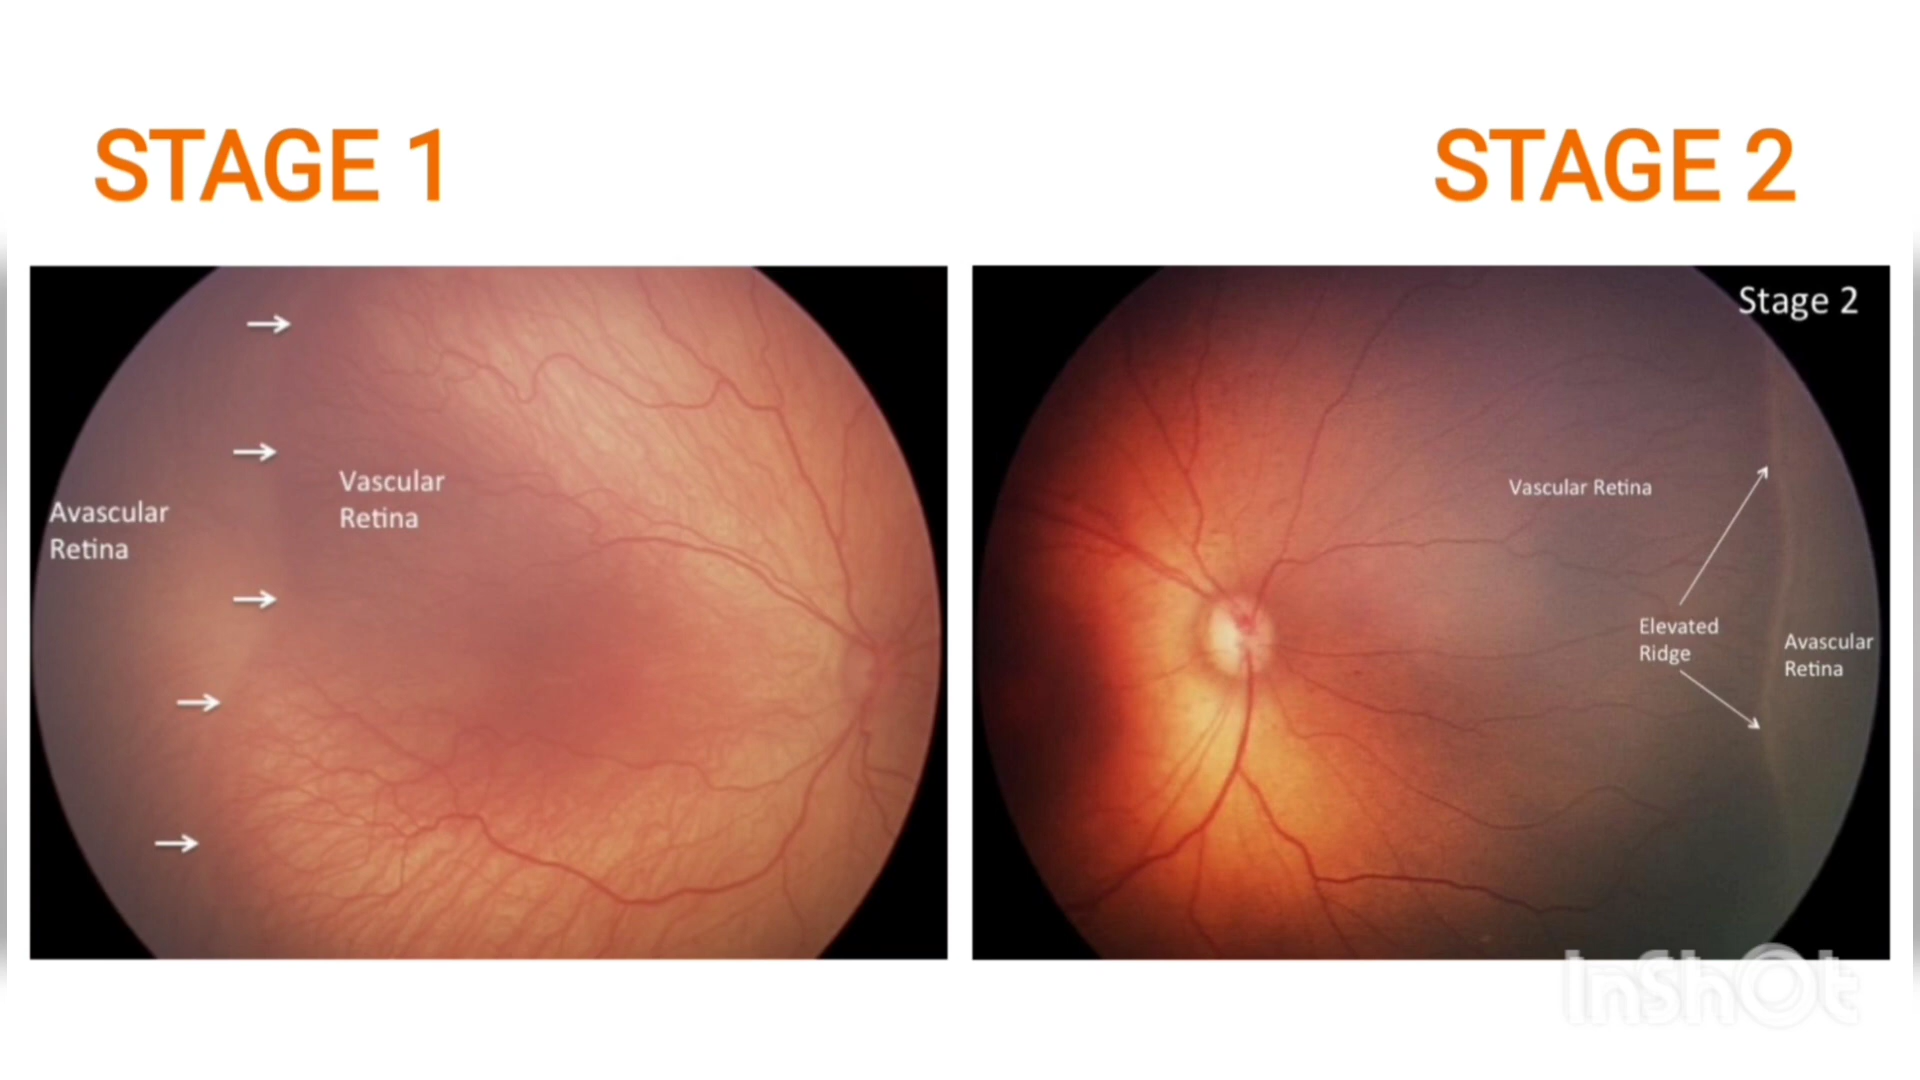 STAGE 1
STAGE 2
Avascular
Retina
Vascular
Retina
Stage 2
Vascular Retina
Elevated
Ridge
Avascular
Retina
InShOt